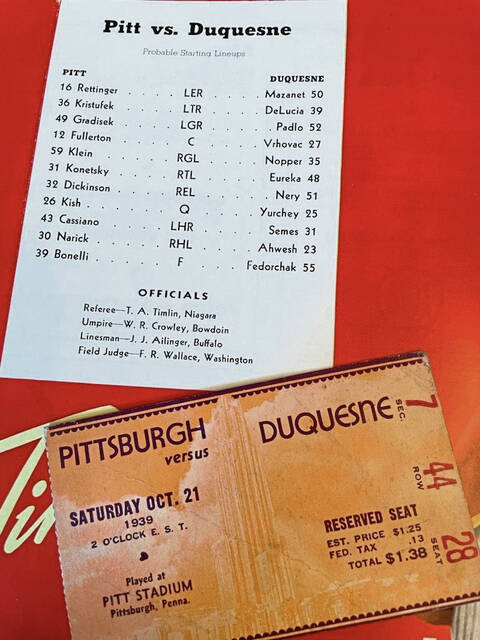 Pitt vs. Duquesne
Probable Starting Lineups
PITT DUQUESNE
16 Rettinger . . . . LER . . . . Mazanet 50
36 Kristufek . . . . LTR . . . . DeLucia 39
49 Gradisek . . . . LGR . . . . Padlo 52
12 Fullerton . . . . C . . . . Vrhovac 27
59 Klein . . . . RGL . . . . Nopper 35
31 Konetsky . . . . RTL . . . . Eureka 48
32 Dickinson . . . . REL . . . . Nery 51
26 Kish . . . . Q . . . . Yurchey 25
43 Cassiano . . . . LHR . . . . Semes 31
30 Narick . . . . RHL . . . . Ahwesh 23
39 Bonelli . . . . F . . . . Fedorchak 55
OFFICIALS
Referee—T. A. Timlin, Niagara
Umpire—W. R. Crowley, Bowdoin
Linesman—J. J. Ailinger, Buffalo
Field Judge—F. R. Wallace, Washington
PITTSBURGH
versus
DUQUESNE
SATURDAY OCT. 21
1939
2 O'CLOCK E. S. T.
Played at
PITT STADIUM
Pittsburgh, Penna.
RESERVED SEAT
EST. PRICE $1.25
FED. TAX .13
TOTAL $1.38
SEC. 7
ROW 44
SEAT 28